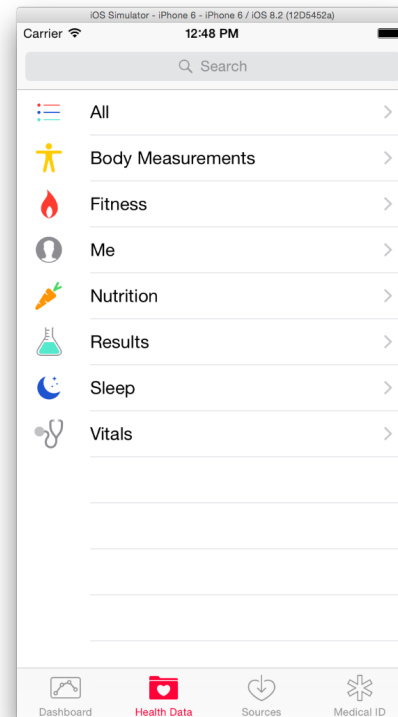 iOS Simulator - iPhone 6 - iPhone 6 / iOS 8.2 (12D5452a)
Carrier 12:48 PM
Search
All
Body Measurements
Fitness
Me
Nutrition
Results
Sleep
Vitals
Dashboard Health Data Sources Medical ID